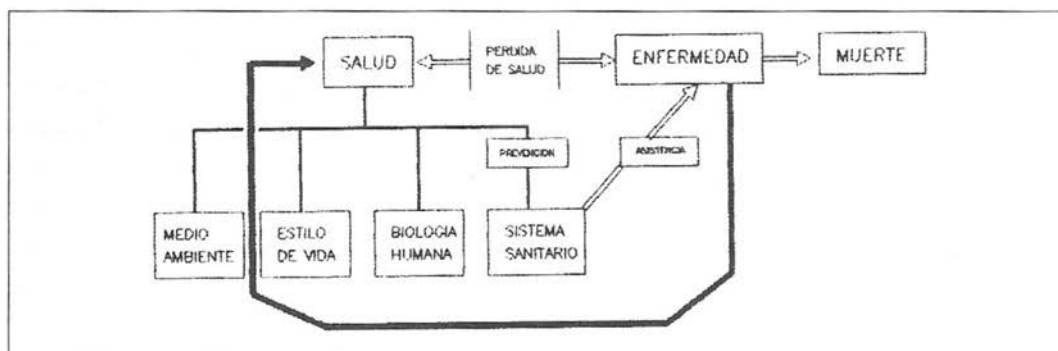 SALUD
PERDIDA
DE SALUD
ENFERMEDAD
MUERTE
PREVENCION
ASISTENCIA
MEDIO
AMBIENTE
ESTILO
DE VIDA
BIOLOGIA
HUMANA
SISTEMA
SANITARIO